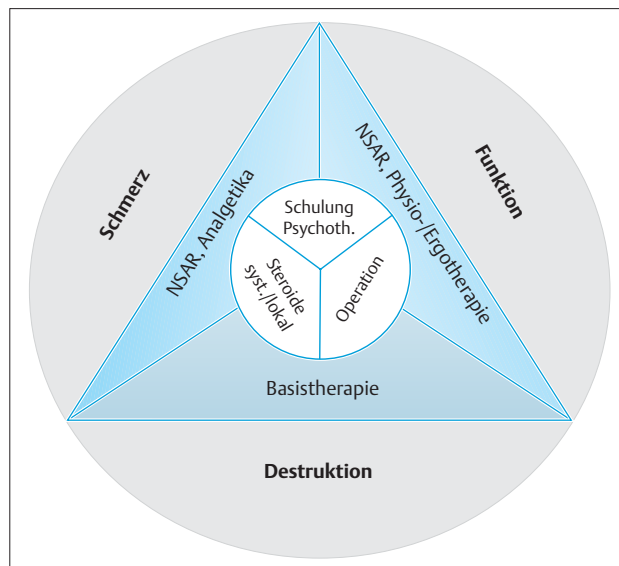 Schmerz
Funktion
NSAR, Analgetika
NSAR, Physio-/Ergotherapie
Schulung
Psychoth.
Steroide
syst./lokal
Operation
Basistherapie
Destruktion